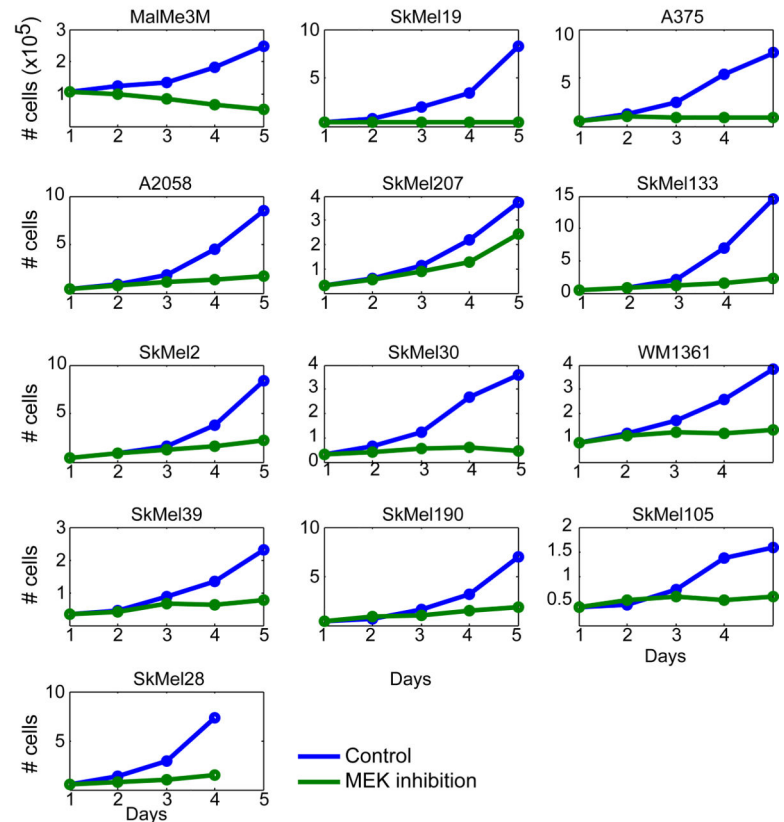 MalMe3M SkMel19 A375
# cells (x10⁵)
3
2
1
1 2 3 4 5
10
5
1 2 3 4 5
10
5
1 2 3 4
A2058 SkMel207 SkMel133
# cells
10
5
1 2 3 4 5
4
3
2
1
0
1 2 3 4 5
15
10
5
0
1 2 3 4
SkMel2 SkMel30 WM1361
# cells
10
5
1 2 3 4 5
4
3
2
1
0
1 2 3 4 5
4
3
2
1
1 2 3 4
SkMel39 SkMel190 SkMel105
# cells
3
2
1
1 2 3 4 5
10
5
1 2 3 4 5
2
1.5
1
0.5
1 2 3 4
Days
Days
SkMel28
# cells
10
5
1 2 3 4 5
Days
Control
MEK inhibition